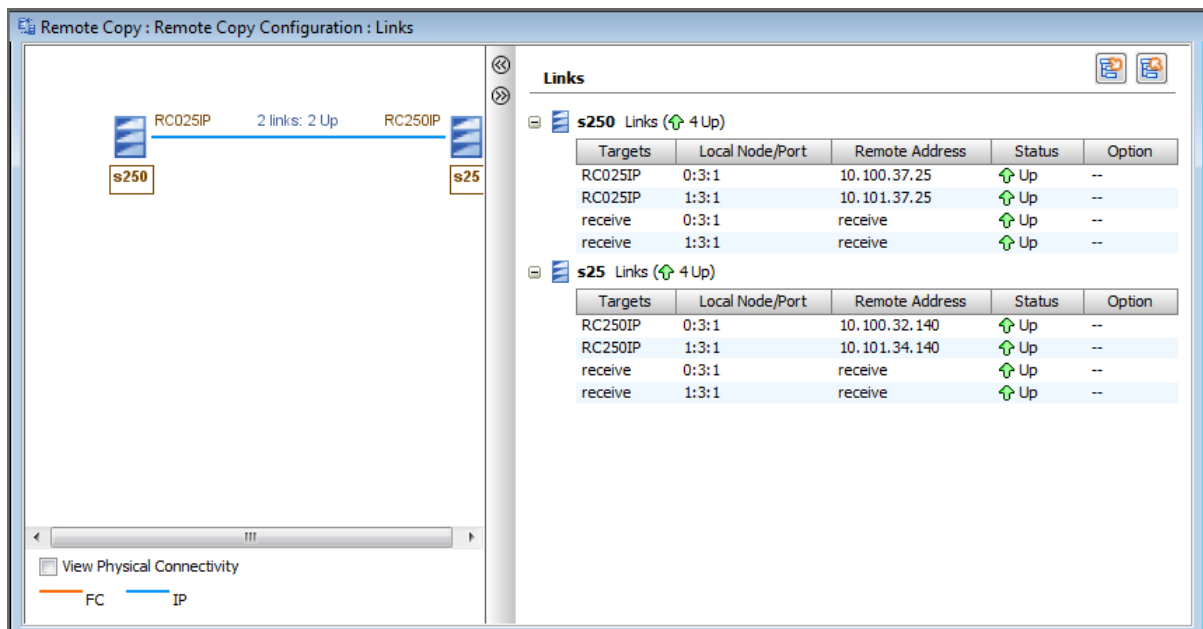 Remote Copy : Remote Copy Configuration : Links
RC025IP 2 links: 2 Up RC250IP
s250 s25
View Physical Connectivity
FC IP
Links
s250 Links (4 Up)
Targets Local Node/Port Remote Address Status Option
RC025IP 0:3:1 10.100.37.25 Up --
RC025IP 1:3:1 10.101.37.25 Up --
receive 0:3:1 receive Up --
receive 1:3:1 receive Up --
s25 Links (4 Up)
Targets Local Node/Port Remote Address Status Option
RC250IP 0:3:1 10.100.32.140 Up --
RC250IP 1:3:1 10.101.34.140 Up --
receive 0:3:1 receive Up --
receive 1:3:1 receive Up --